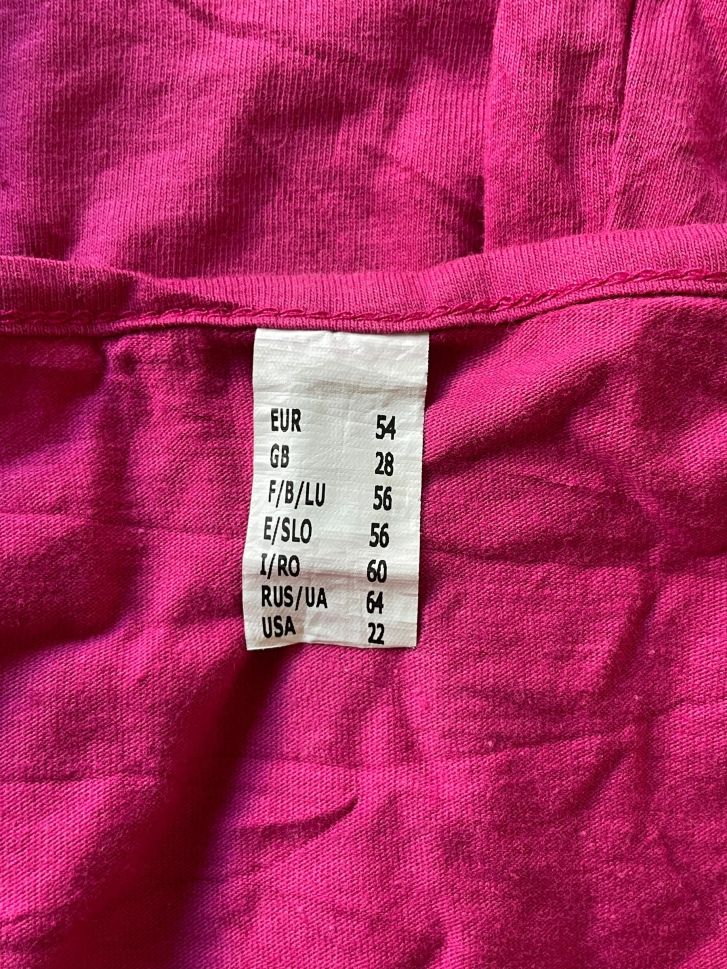 EUR 54
GB 28
F/B/LU 56
E/SLO 56
I/RO 60
RUS/UA 64
USA 22